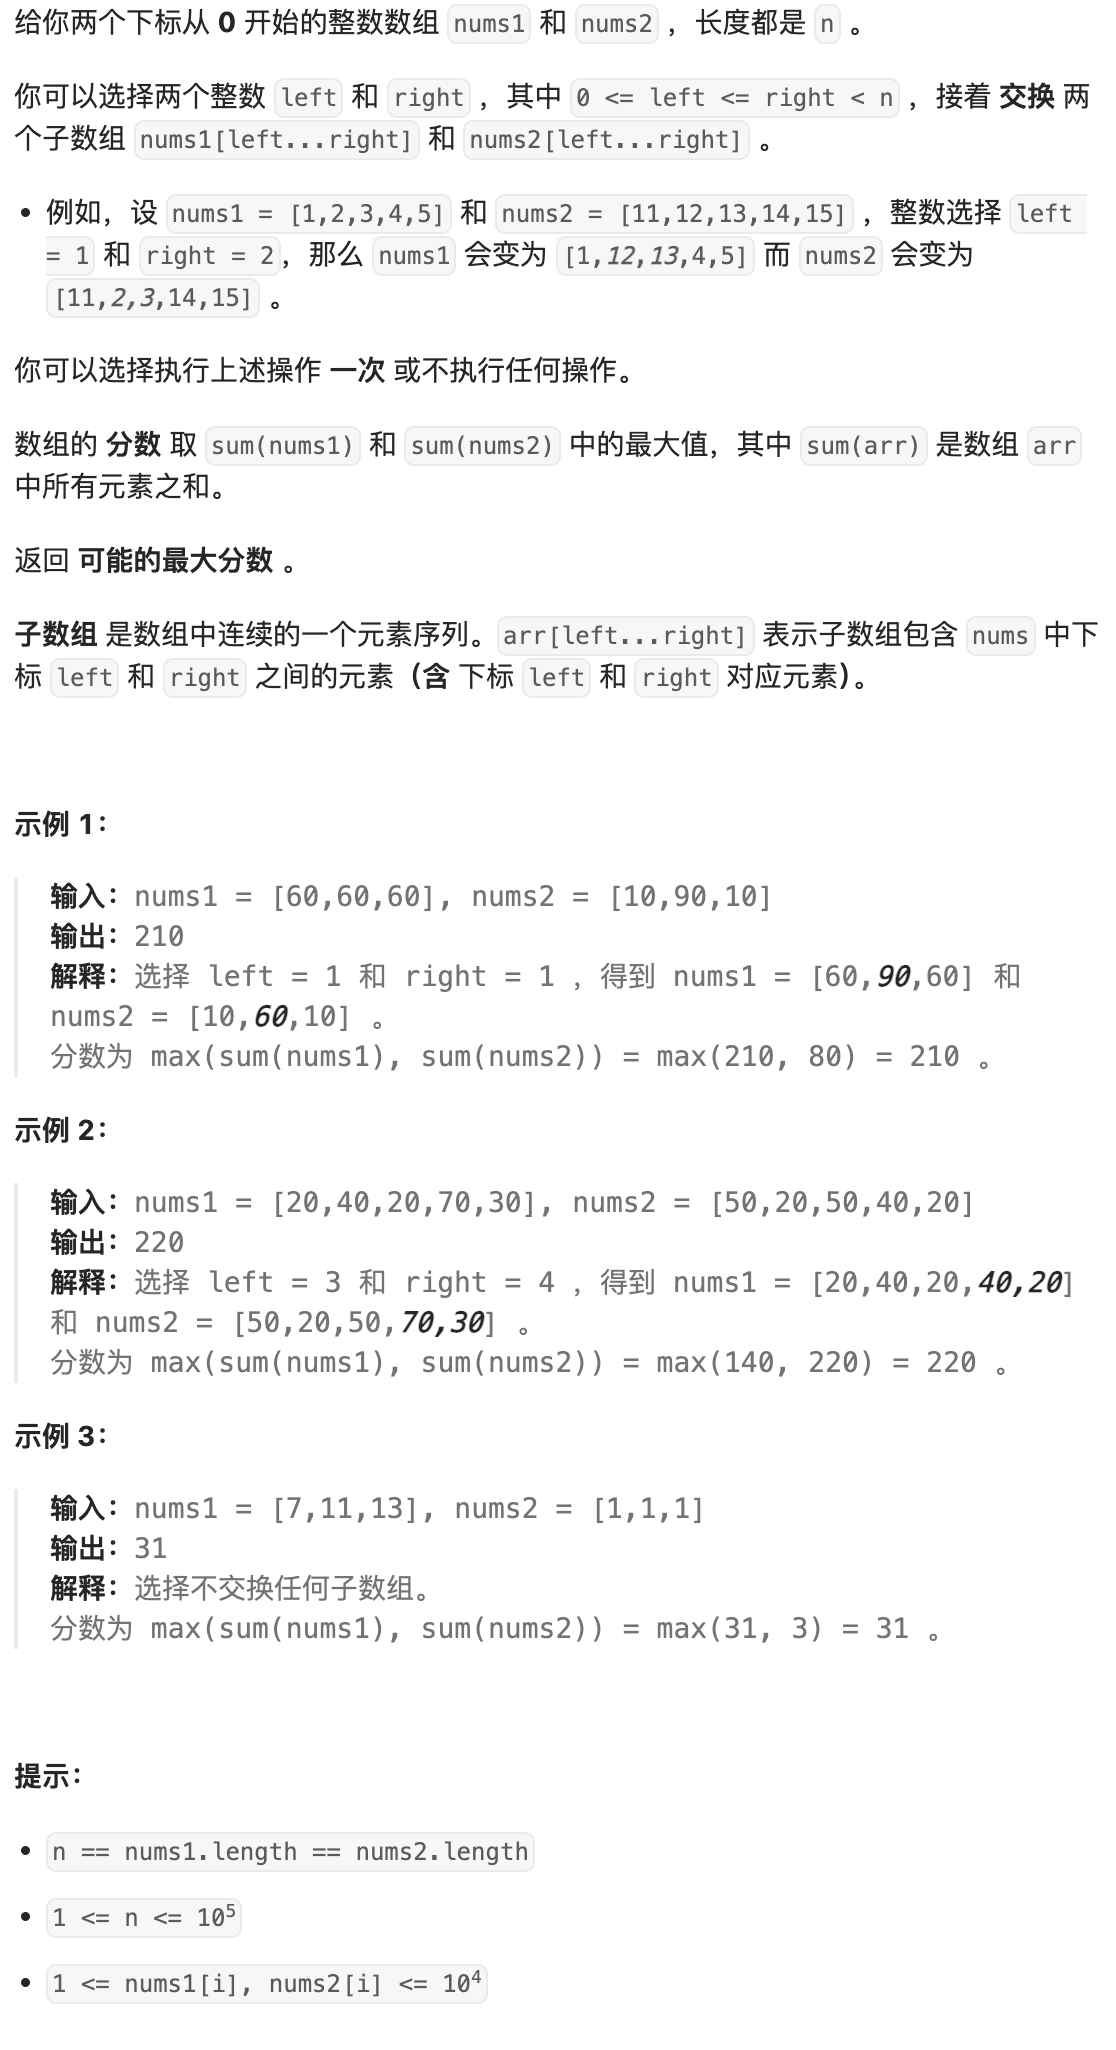 给你两个下标从 0 开始的整数数组 nums1 和 nums2 ，长度都是 n 。
你可以选择两个整数 left 和 right ，其中 0 <= left <= right < n ，接着 交换 两
个子数组 nums1[left...right] 和 nums2[left...right] 。
• 例如，设 nums1 = [1,2,3,4,5] 和 nums2 = [11,12,13,14,15] ，整数选择 left
= 1 和 right = 2，那么 nums1 会变为 [1,12,13,4,5] 而 nums2 会变为
[11,2,3,14,15] 。
你可以选择执行上述操作 一次 或不执行任何操作。
数组的 分数 取 sum(nums1) 和 sum(nums2) 中的最大值，其中 sum(arr) 是数组 arr
中所有元素之和。
返回 可能的最大分数 。
子数组 是数组中连续的一个元素序列。arr[left...right] 表示子数组包含 nums 中下
标 left 和 right 之间的元素（含 下标 left 和 right 对应元素）。
示例 1：
输入：nums1 = [60,60,60], nums2 = [10,90,10]
输出：210
解释：选择 left = 1 和 right = 1 ，得到 nums1 = [60,90,60] 和
nums2 = [10,60,10] 。
分数为 max(sum(nums1), sum(nums2)) = max(210, 80) = 210 。
示例 2：
输入：nums1 = [20,40,20,70,30], nums2 = [50,20,50,40,20]
输出：220
解释：选择 left = 3 和 right = 4 ，得到 nums1 = [20,40,20,40,20]
和 nums2 = [50,20,50,70,30] 。
分数为 max(sum(nums1), sum(nums2)) = max(140, 220) = 220 。
示例 3：
输入：nums1 = [7,11,13], nums2 = [1,1,1]
输出：31
解释：选择不交换任何子数组。
分数为 max(sum(nums1), sum(nums2)) = max(31, 3) = 31 。
提示：
• n == nums1.length == nums2.length
• 1 <= n <= 10⁵
• 1 <= nums1[i], nums2[i] <= 10⁴